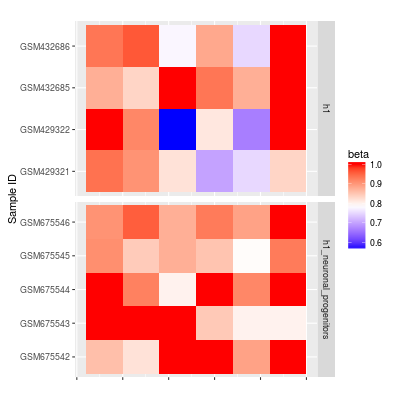 Sample ID
GSM432686
GSM432685
GSM429322
GSM429321
h1
GSM675546
GSM675545
GSM675544
GSM675543
GSM675542
h1_neuronal_progenitors
beta
1.0
0.9
0.8
0.7
0.6